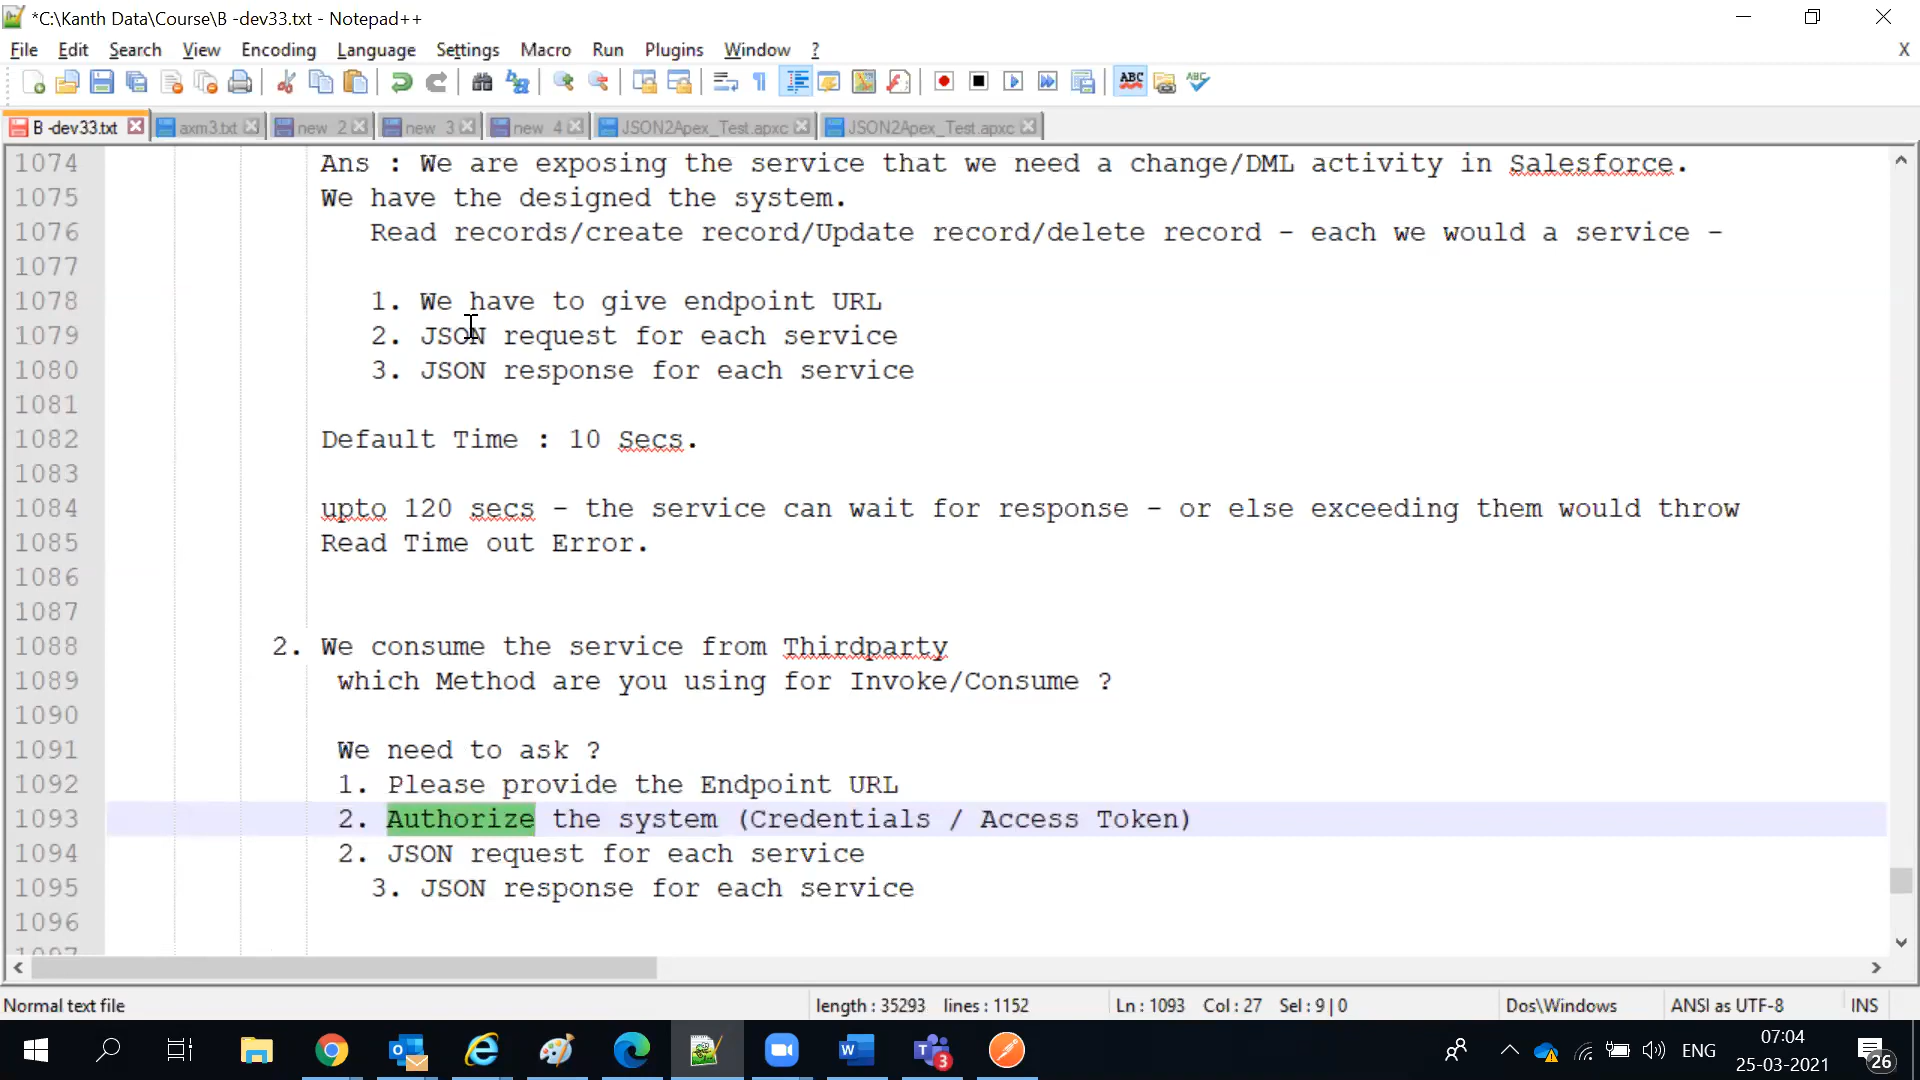 *C:\Kanth Data\Course\B -dev33.txt - Notepad++
File Edit Search View Encoding Language Settings Macro Run Plugins Window ? X
B -dev33.txt axm3.txt new 2 new 3 new 4 JSON2Apex_Test.apxc JSON2Apex_Test.apxc
1074 Ans : We are exposing the service that we need a change/DML activity in Salesforce.
1075 We have the designed the system.
1076 Read records/create record/Update record/delete record - each we would a service -
1077
1078 1. We have to give endpoint URL
1079 2. JSON request for each service
1080 3. JSON response for each service
1081
1082 Default Time : 10 Secs.
1083
1084 upto 120 secs - the service can wait for response - or else exceeding them would throw
1085 Read Time out Error.
1086
1087
1088 2. We consume the service from Thirdparty
1089 which Method are you using for Invoke/Consume ?
1090
1091 We need to ask ?
1092 1. Please provide the Endpoint URL
1093 2. Authorize the system (Credentials / Access Token)
1094 2. JSON request for each service
1095 3. JSON response for each service
1096
1097
Normal text file length : 35293 lines : 1152 Ln : 1093 Col : 27 Sel : 9 | 0 Dos\Windows ANSI as UTF-8 INS
ENG 07:04
25-03-2021
3
26